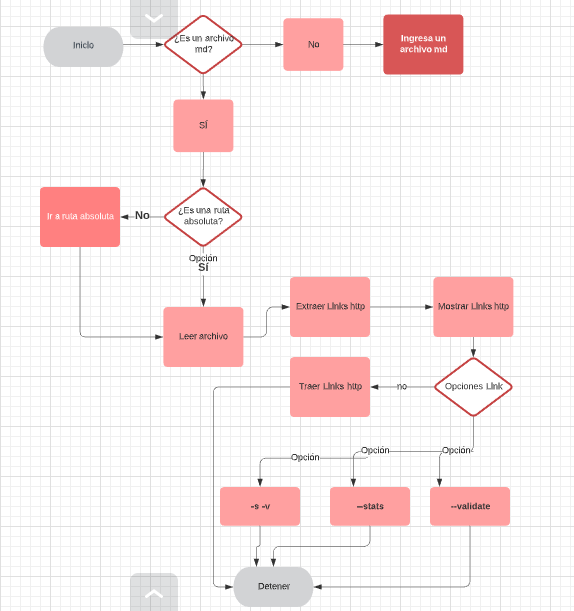 Inicio
¿Es un archivo
md?
No
Ingresa un
archivo md
SÍ
Ir a ruta absoluta
No
¿Es una ruta
absoluta?
Opción
Sí
Leer archivo
Extraer LInks http
Mostrar LInks http
Traer LInks http
no
Opciones LInk
Opción
Opción
Opción
-s -v
--stats
--validate
Detener